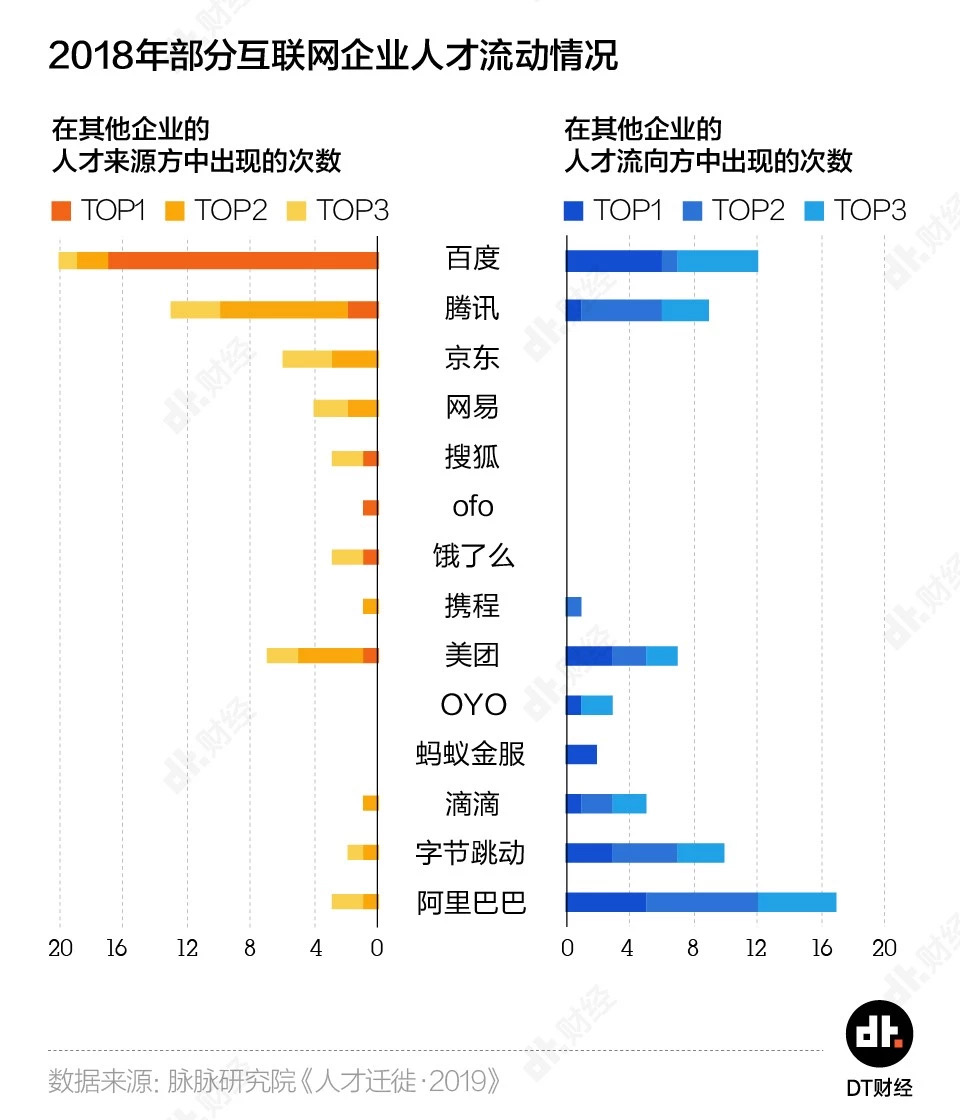 2018年部分互联网企业人才流动情况
在其他企业的
人才来源方中出现的次数
TOP1 TOP2 TOP3
在其他企业的
人才流向方中出现的次数
TOP1 TOP2 TOP3
百度
腾讯
京东
网易
搜狐
ofo
饿了么
携程
美团
OYO
蚂蚁金服
滴滴
字节跳动
阿里巴巴
20 16 12 8 4 0
0 4 8 12 16 20
数据来源: 脉脉研究院《人才迁徙·2019》
dt.
DT财经
dt.财经